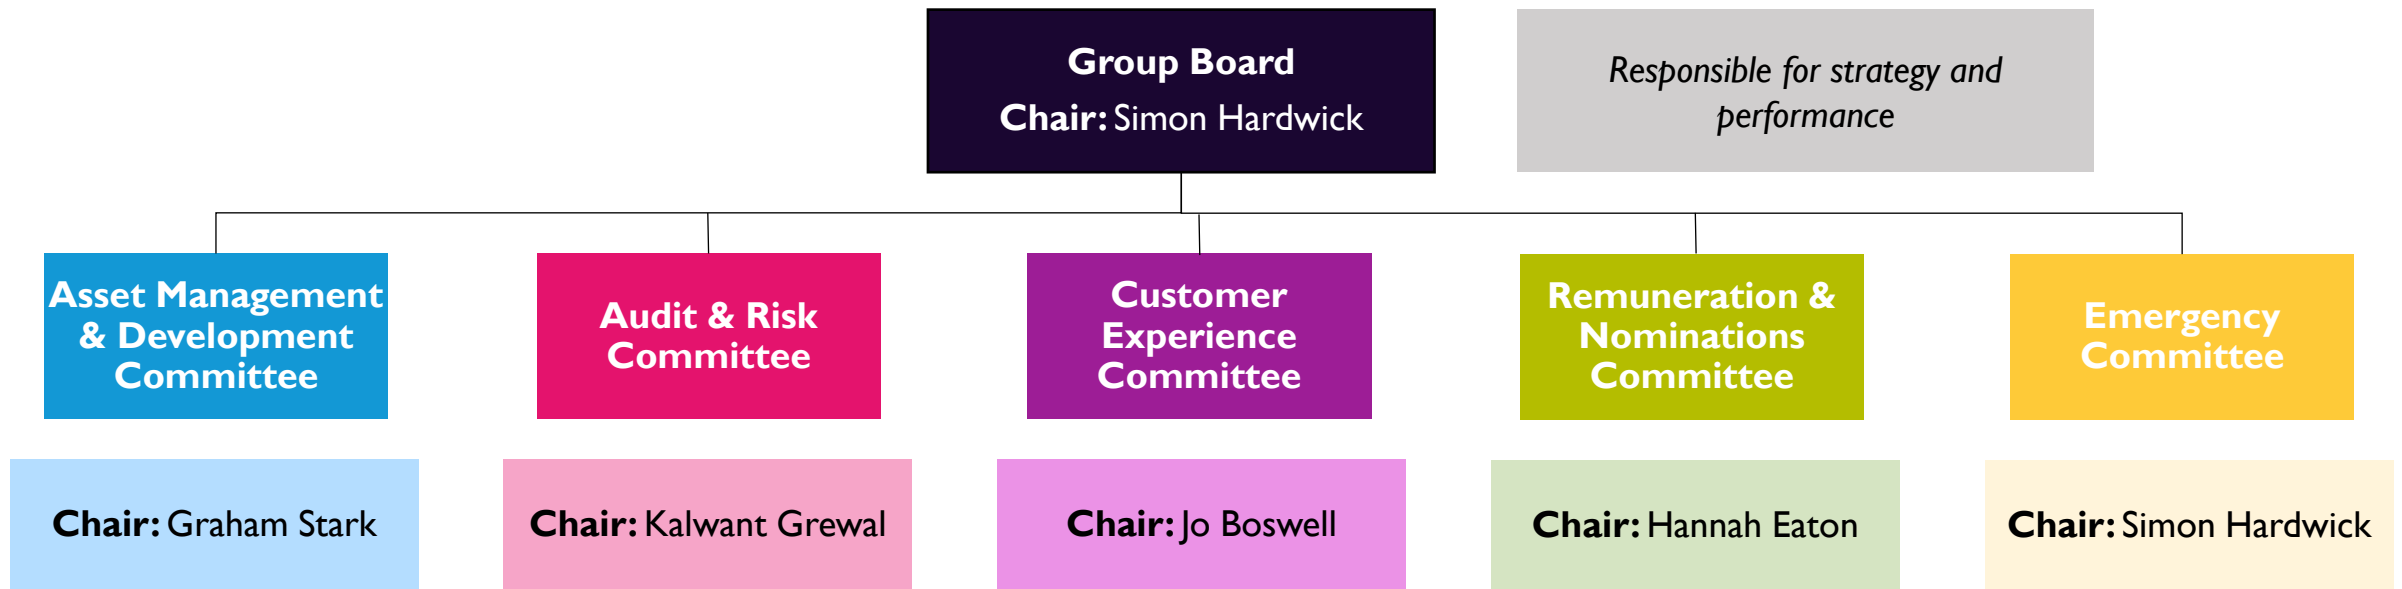 Group Board
Chair: Simon Hardwick
Responsible for strategy and
performance
Asset Management
& Development
Committee
Audit & Risk
Committee
Customer
Experience
Committee
Remuneration &
Nominations
Committee
Emergency
Committee
Chair: Graham Stark
Chair: Kalwant Grewal
Chair: Jo Boswell
Chair: Hannah Eaton
Chair: Simon Hardwick